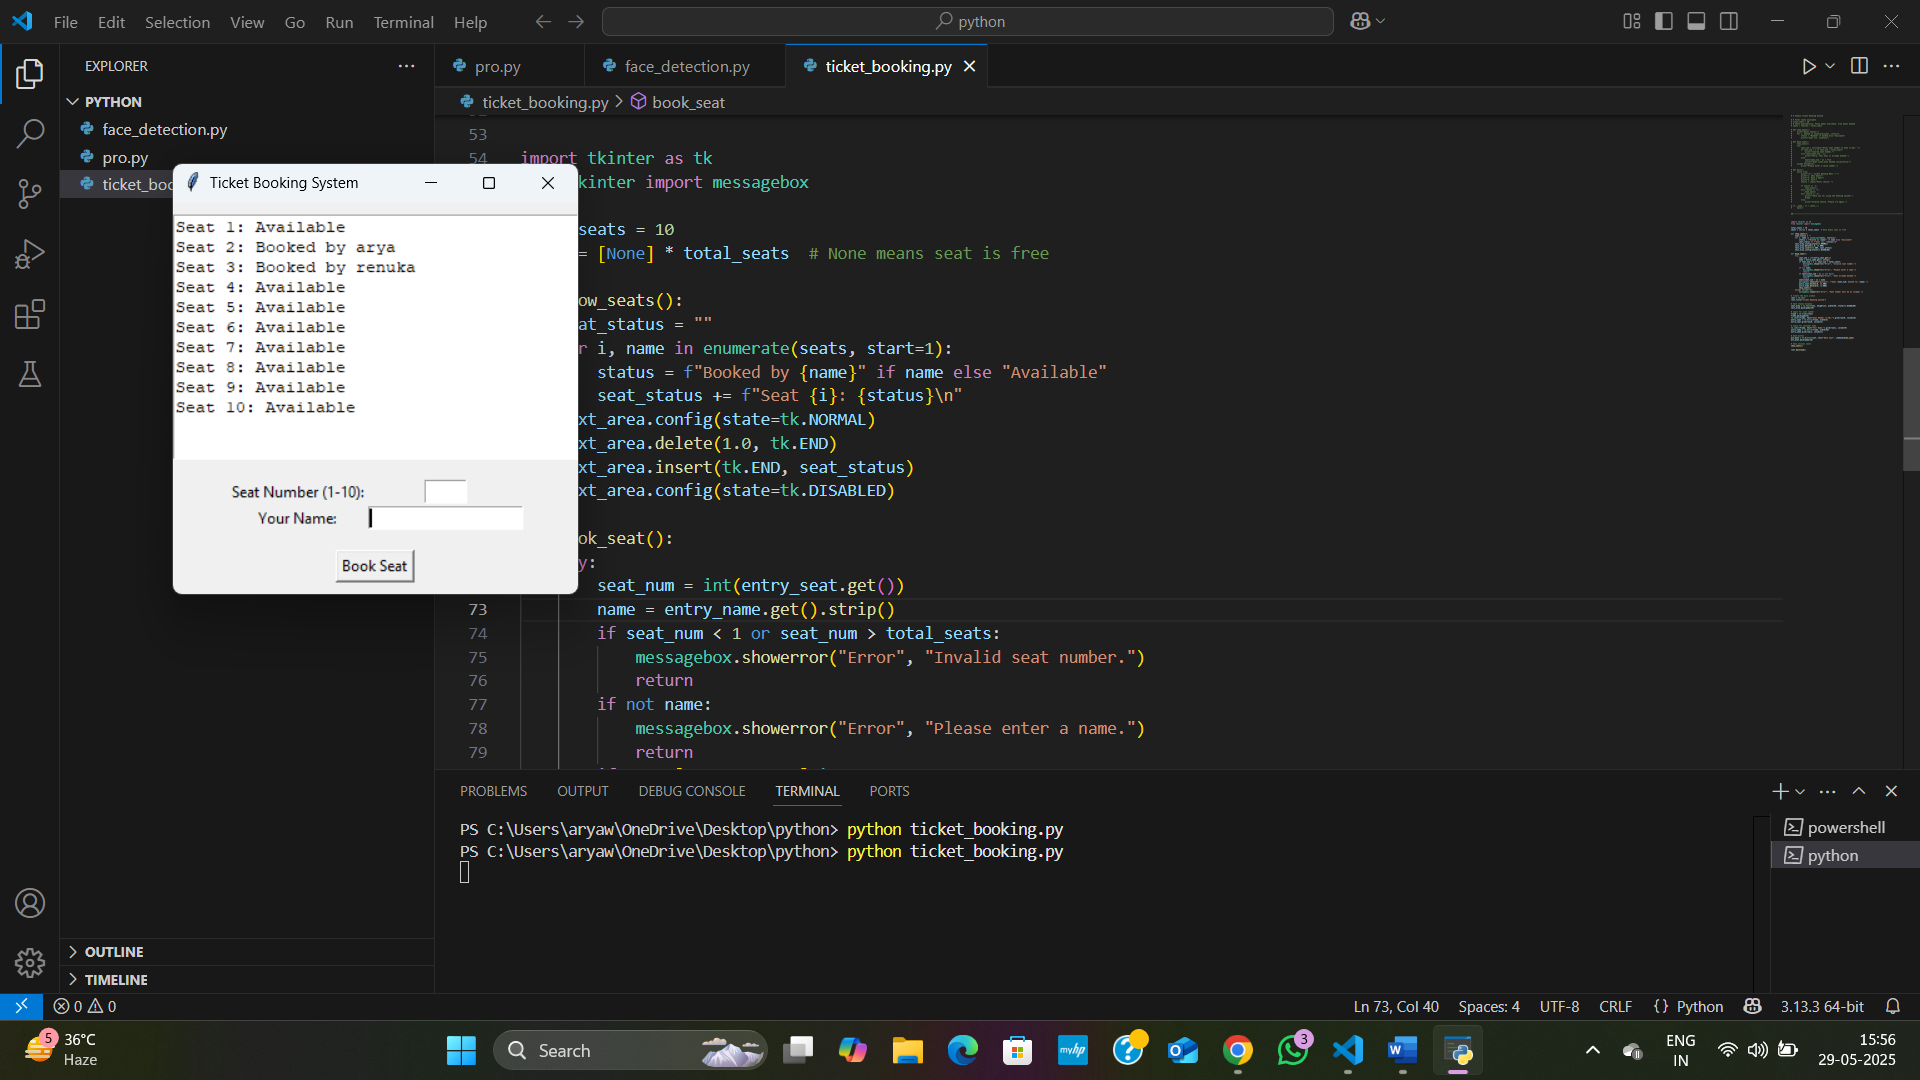 File Edit Selection View Go Run Terminal Help
python
EXPLORER
PYTHON
face_detection.py
pro.py
pro.py
face_detection.py
ticket_booking.py
ticket_booking.py > book_seat
Ticket Booking System
Seat 1: Available
Seat 2: Booked by arya
Seat 3: Booked by renuka
Seat 4: Available
Seat 5: Available
Seat 6: Available
Seat 7: Available
Seat 8: Available
Seat 9: Available
Seat 10: Available
Seat Number (1-10):
Your Name:
Book Seat
53
54 import tkinter as tk
kinter import messagebox
seats = 10
= [None] * total_seats # None means seat is free
ow_seats():
at_status = ""
r i, name in enumerate(seats, start=1):
status = f"Booked by {name}" if name else "Available"
seat_status += f"Seat {i}: {status}\n"
xt_area.config(state=tk.NORMAL)
xt_area.delete(1.0, tk.END)
xt_area.insert(tk.END, seat_status)
xt_area.config(state=tk.DISABLED)
ok_seat():
y:
seat_num = int(entry_seat.get())
73 name = entry_name.get().strip()
74 if seat_num < 1 or seat_num > total_seats:
75 messagebox.showerror("Error", "Invalid seat number.")
76 return
77 if not name:
78 messagebox.showerror("Error", "Please enter a name.")
79 return
PROBLEMS OUTPUT DEBUG CONSOLE TERMINAL PORTS
PS C:\Users\aryaw\OneDrive\Desktop\python> python ticket_booking.py
PS C:\Users\aryaw\OneDrive\Desktop\python> python ticket_booking.py
powershell
python
OUTLINE
TIMELINE
0 0
Ln 73, Col 40 Spaces: 4 UTF-8 CRLF {} Python 3.13.3 64-bit
5
36°C
Haze
Search
myhp
3
ENG
IN
15:56
29-05-2025